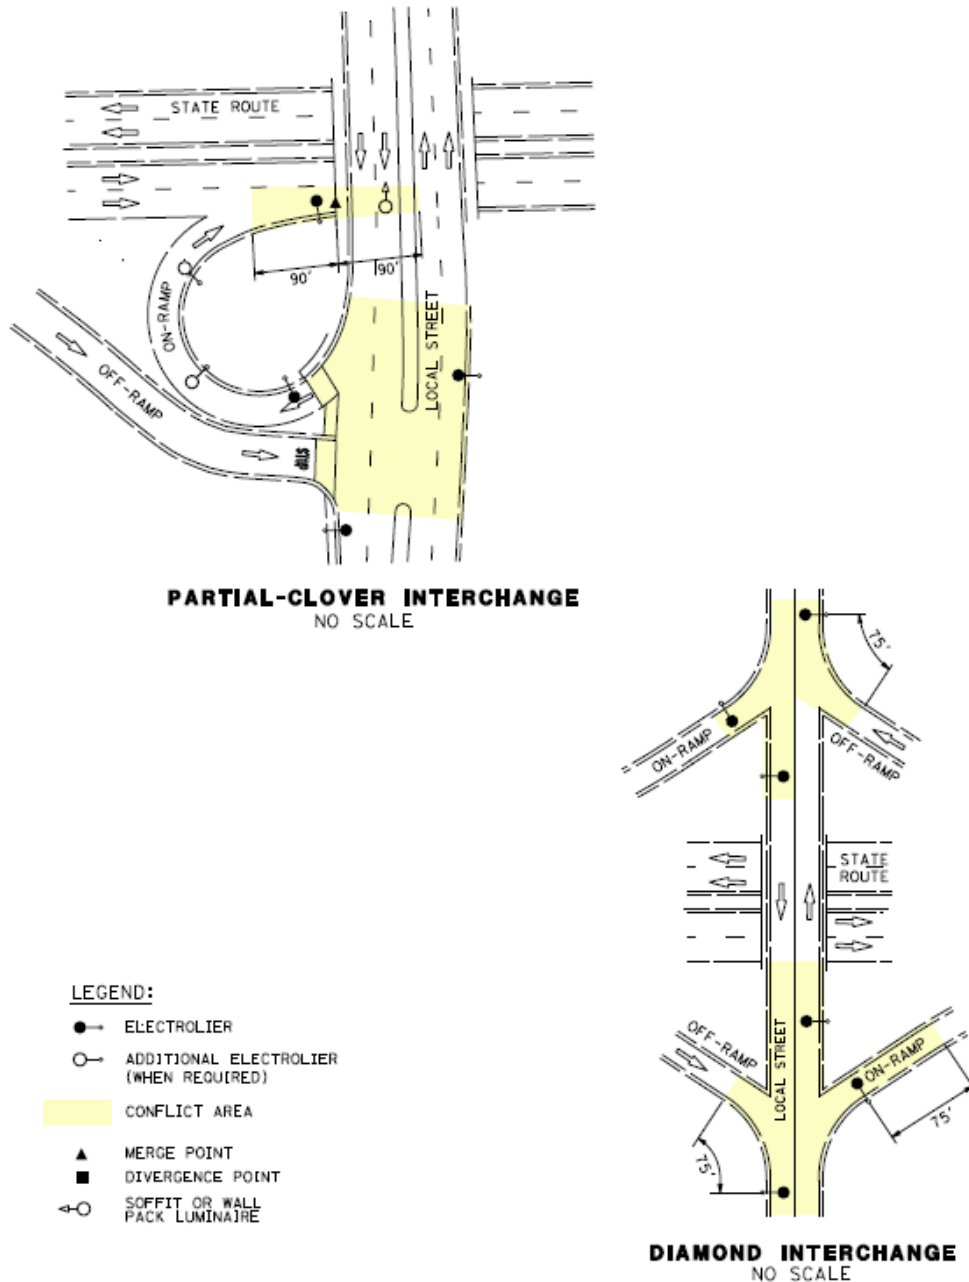 STATE ROUTE
90'
90'
ON-RAMP
OFF-RAMP
LOCAL STREET
STOP
PARTIAL-CLOVER INTERCHANGE
NO SCALE
75'
ON-RAMP
OFF-RAMP
STATE
ROUTE
OFF-RAMP
LOCAL STREET
ON-RAMP
75'
75'
DIAMOND INTERCHANGE
NO SCALE
LEGEND:
ELECTROLIER
ADDITIONAL ELECTROLIER
(WHEN REQUIRED)
CONFLICT AREA
MERGE POINT
DIVERGENCE POINT
SOFFIT OR WALL
PACK LUMINAIRE